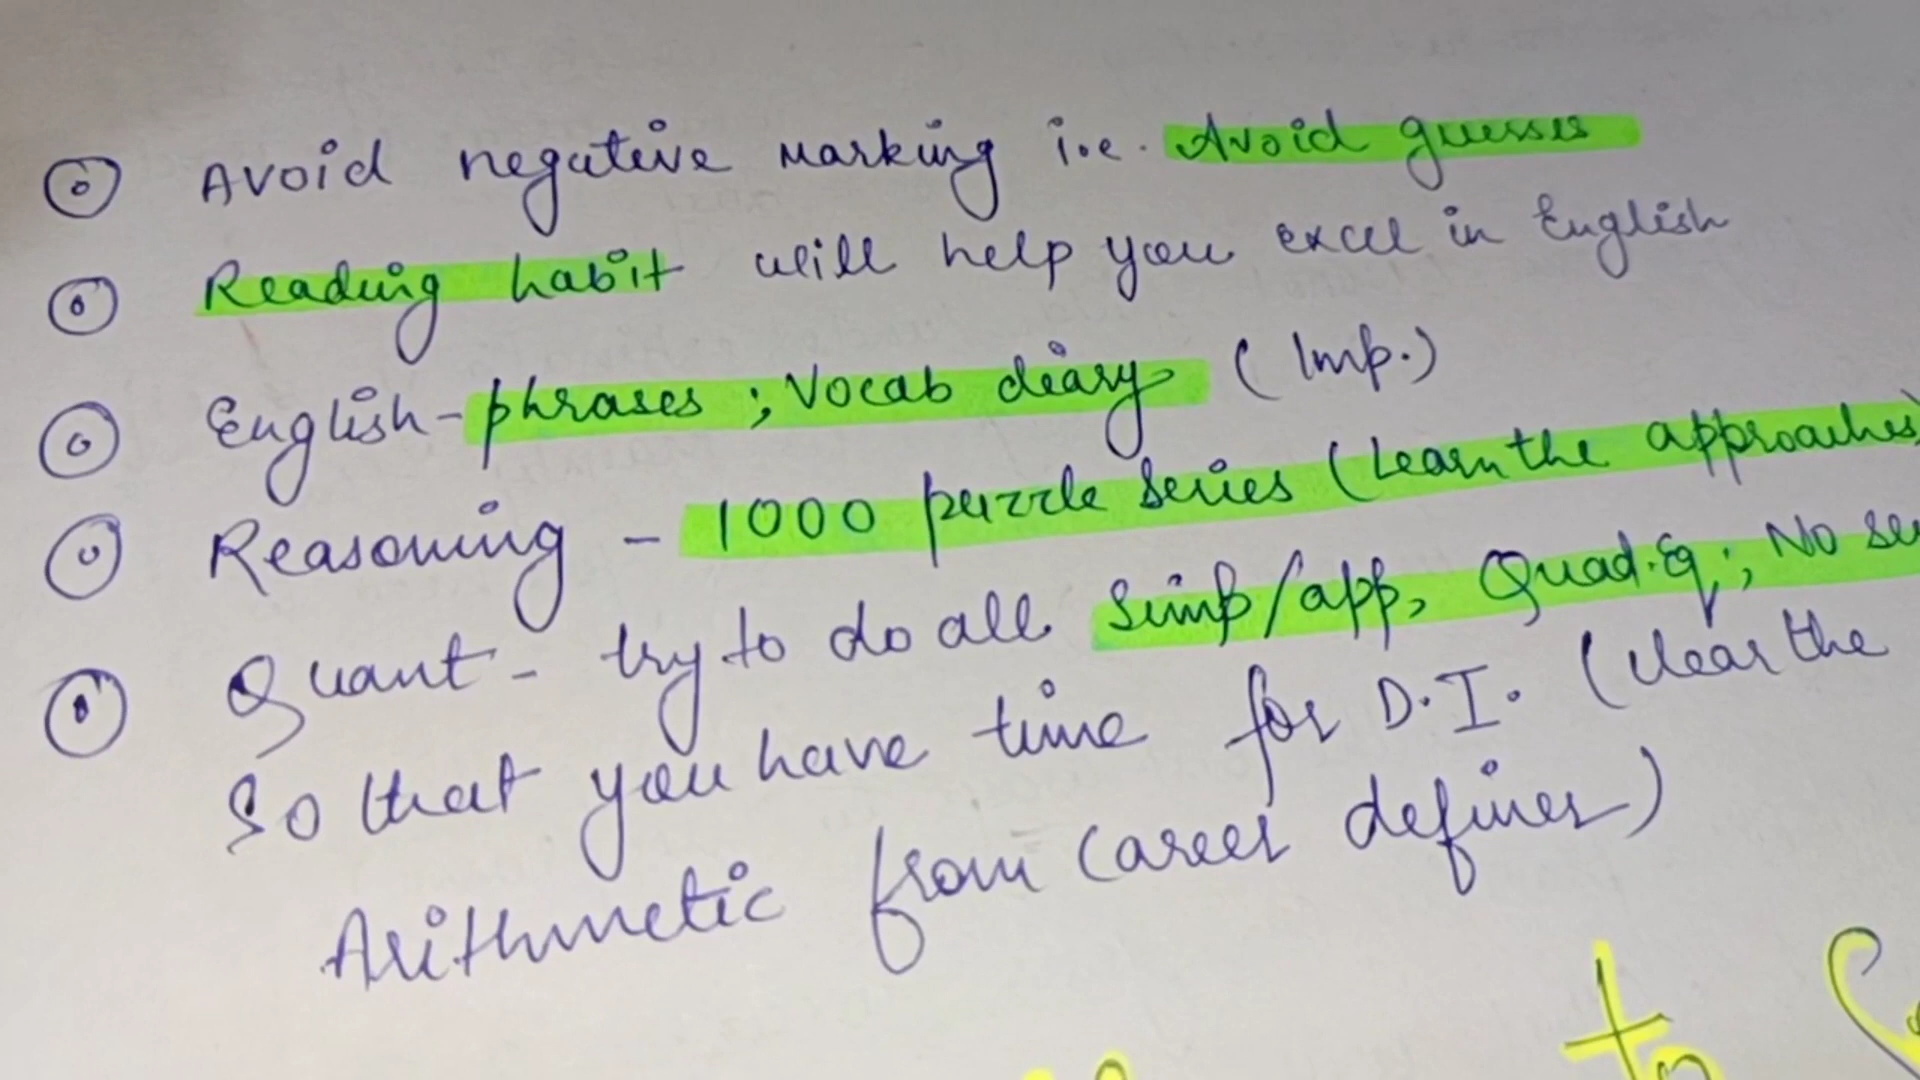 Avoid negative marking i.e. Avoid guesses
Reading habit will help you excel in English
English - phrases ; Vocab diary (Imp.)
Reasoning - 1000 puzzle series (Learn the approaches)
Quant - try to do all simp/app, Quad. Eq.; No se
So that you have time for D.I. (clear the
Arithmetic from career definer)
to